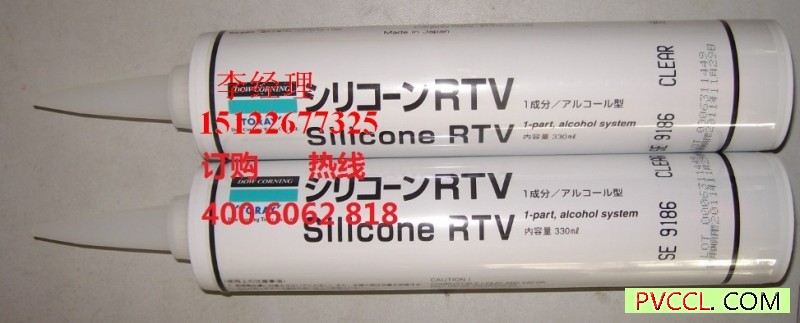 Made in Japan
DOW CORNING
TORAY
シリコーンRTV
1成分/アルコール型
Silicone RTV
1-part, alcohol system
内容量 330ml
SE 9186 CLEAR
李经理
15122677325
订购 热线
400 6062 818
DOW CORNING
シリコーンRTV
1成分/アルコール型
Silicone RTV
1-part, alcohol system
内容量 330ml
SE 9186 CLEAR
CAUTION:
PVCCL.COM